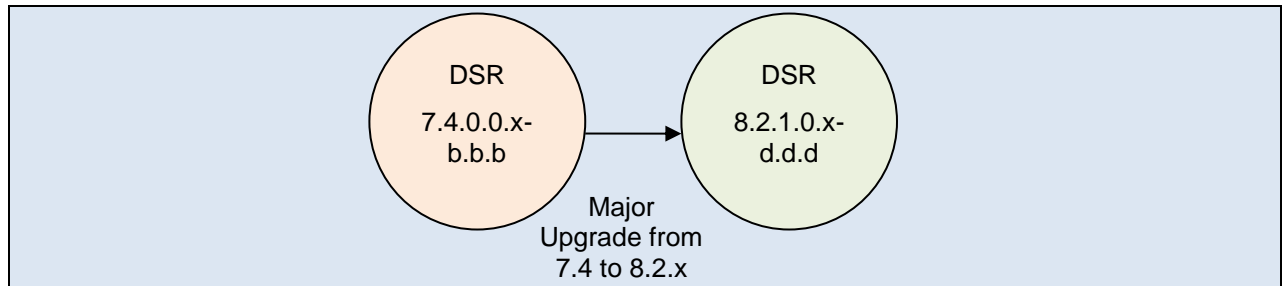 DSR
7.4.0.0.x-
b.b.b
DSR
8.2.1.0.x-
d.d.d
Major
Upgrade from
7.4 to 8.2.x